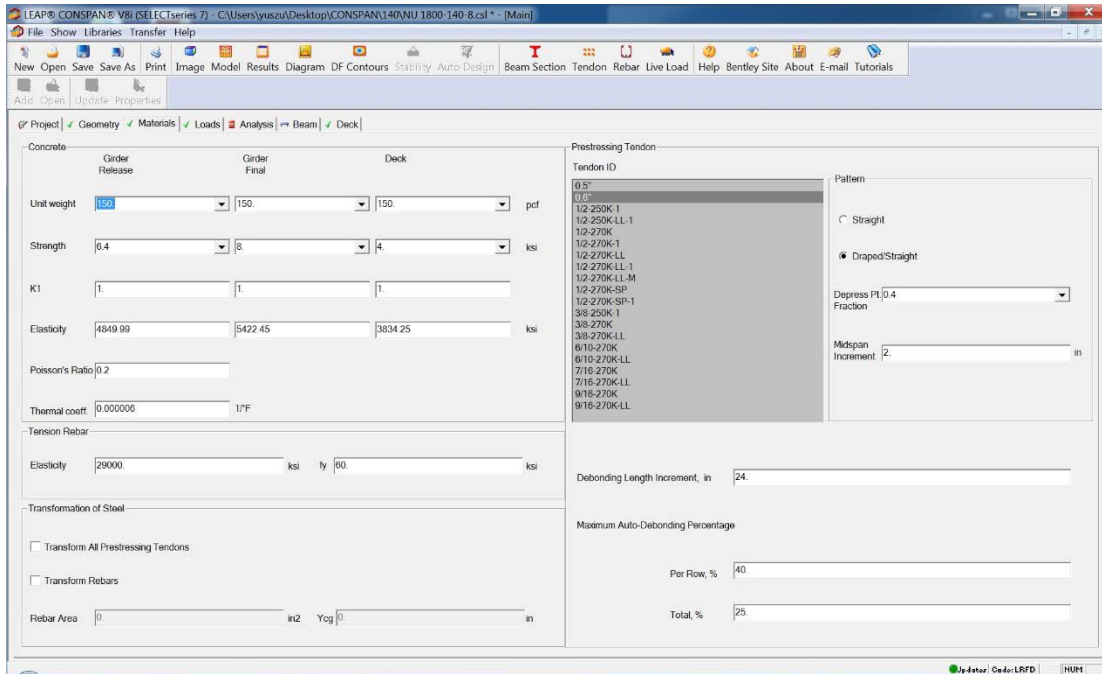 LEAP® CONSPAN® V8i (SELECTseries 7) - C:\Users\yuszu\Desktop\CONSPAN\140\NU 1800-140-8.csl * - [Main]
File Show Libraries Transfer Help
New Open Save Save As Print Image Model Results Diagram DF Contours Stability Auto Design Beam Section Tendon Rebar Live Load Help Bentley Site About E-mail Tutorials
Add Open Update Properties
Project Geometry Materials Loads Analysis Beam Deck
Concrete
Girder Release Girder Final Deck
Unit weight 150. 150. 150. pcf
Strength 6.4 8. 4. ksi
K1 1. 1. 1.
Elasticity 4849.99 5422.45 3834.25 ksi
Poisson's Ratio 0.2
Thermal coeff. 0.000006 1/°F
Tension Rebar
Elasticity 29000. ksi fy 60. ksi
Transformation of Steel
Transform All Prestressing Tendons
Transform Rebars
Rebar Area 0. in2 Ycg 0. in
Prestressing Tendon
Tendon ID
0.5"
0.6"
1/2-250K-1
1/2-250K-LL-1
1/2-270K
1/2-270K-1
1/2-270K-LL
1/2-270K-LL-1
1/2-270K-LL-M
1/2-270K-SP
1/2-270K-SP-1
3/8-250K-1
3/8-270K
3/8-270K-LL
6/10-270K
6/10-270K-LL
7/16-270K
7/16-270K-LL
9/16-270K
9/16-270K-LL
Pattern
Straight
Draped/Straight
Depress Pt. 0.4
Fraction
Midspan
Increment 2. in
Debonding Length Increment, in 24.
Maximum Auto-Debonding Percentage
Per Row, % 40.
Total, % 25.
Updates Code: LRFD NUM